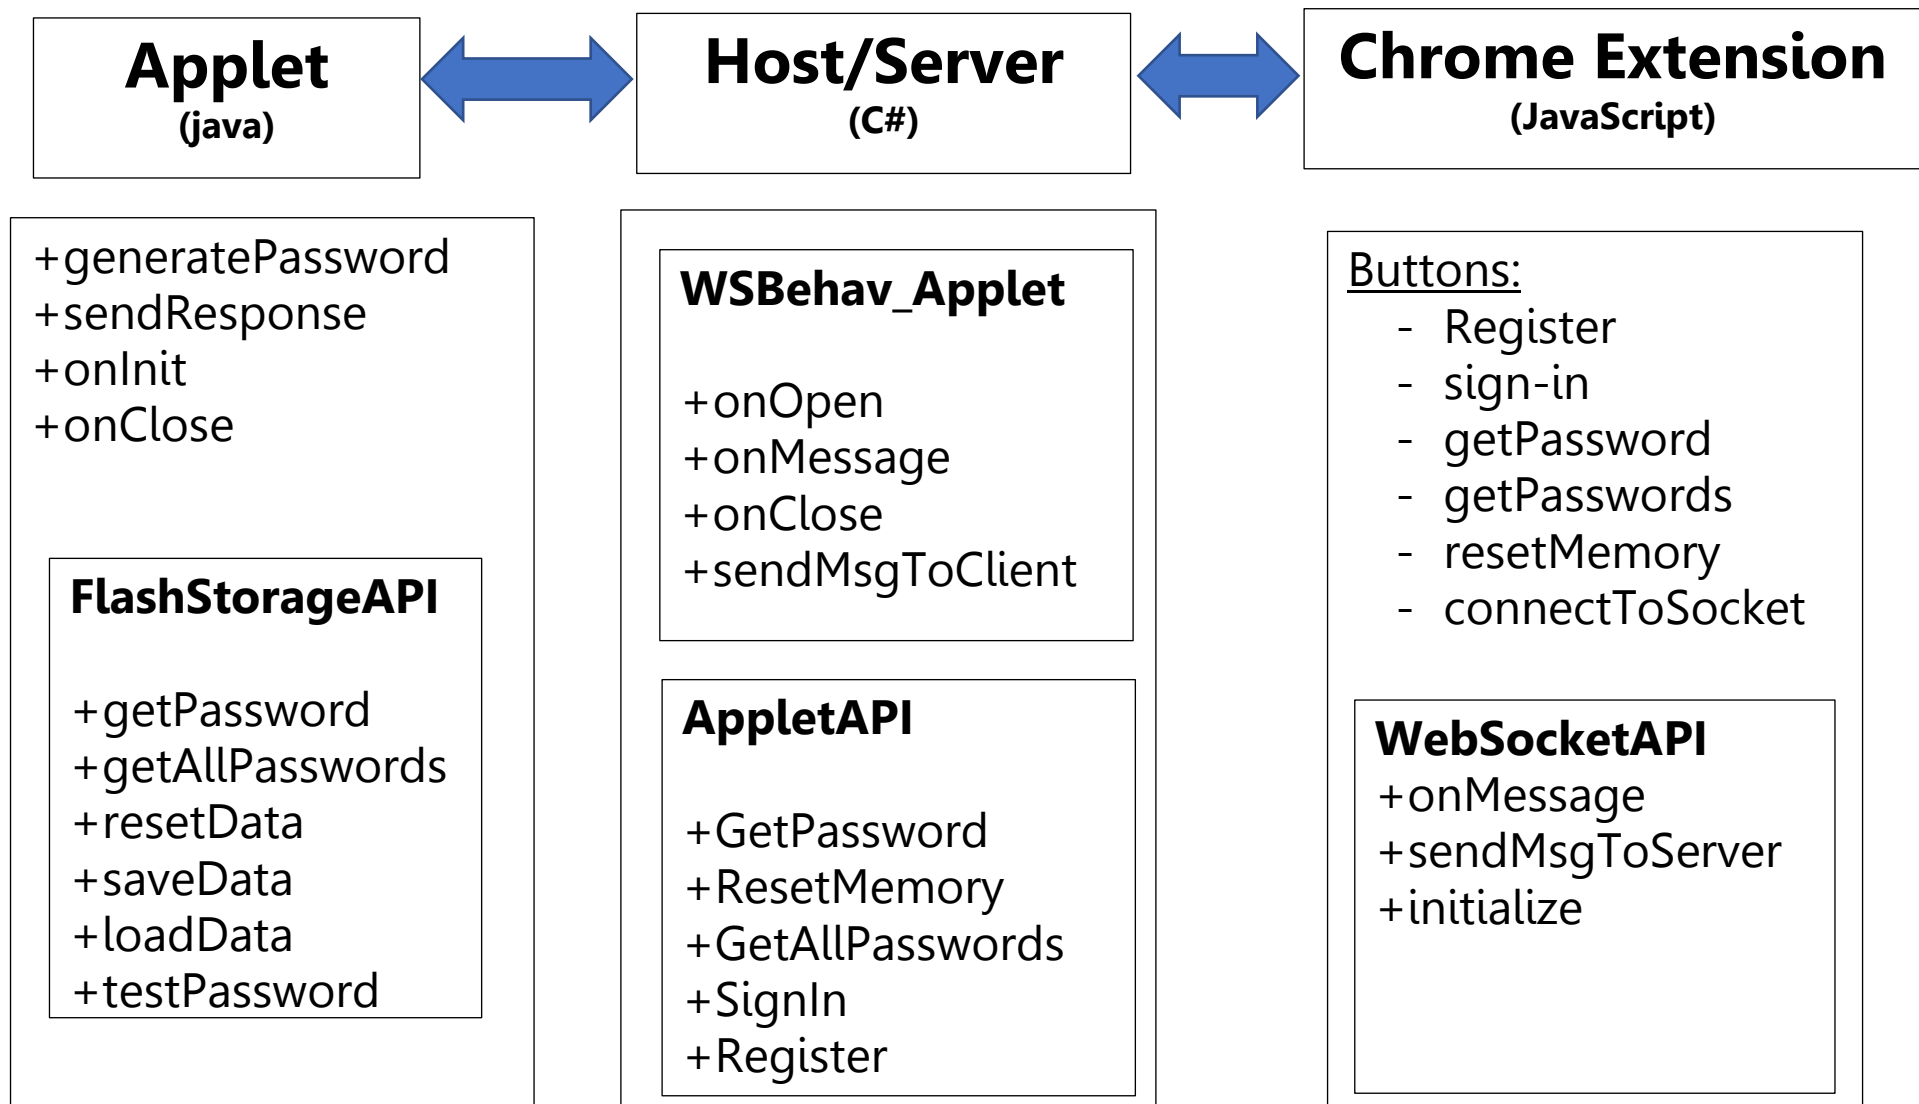 Applet
(java)
Host/Server
(C#)
Chrome Extension
(JavaScript)
+generatePassword
+sendResponse
+onInit
+onClose
FlashStorageAPI
+getPassword
+getAllPasswords
+resetData
+saveData
+loadData
+testPassword
WSBehav_Applet
+onOpen
+onMessage
+onClose
+sendMsgToClient
AppletAPI
+GetPassword
+ResetMemory
+GetAllPasswords
+SignIn
+Register
Buttons:
- Register
- sign-in
- getPassword
- getPasswords
- resetMemory
- connectToSocket
WebSocketAPI
+onMessage
+sendMsgToServer
+initialize